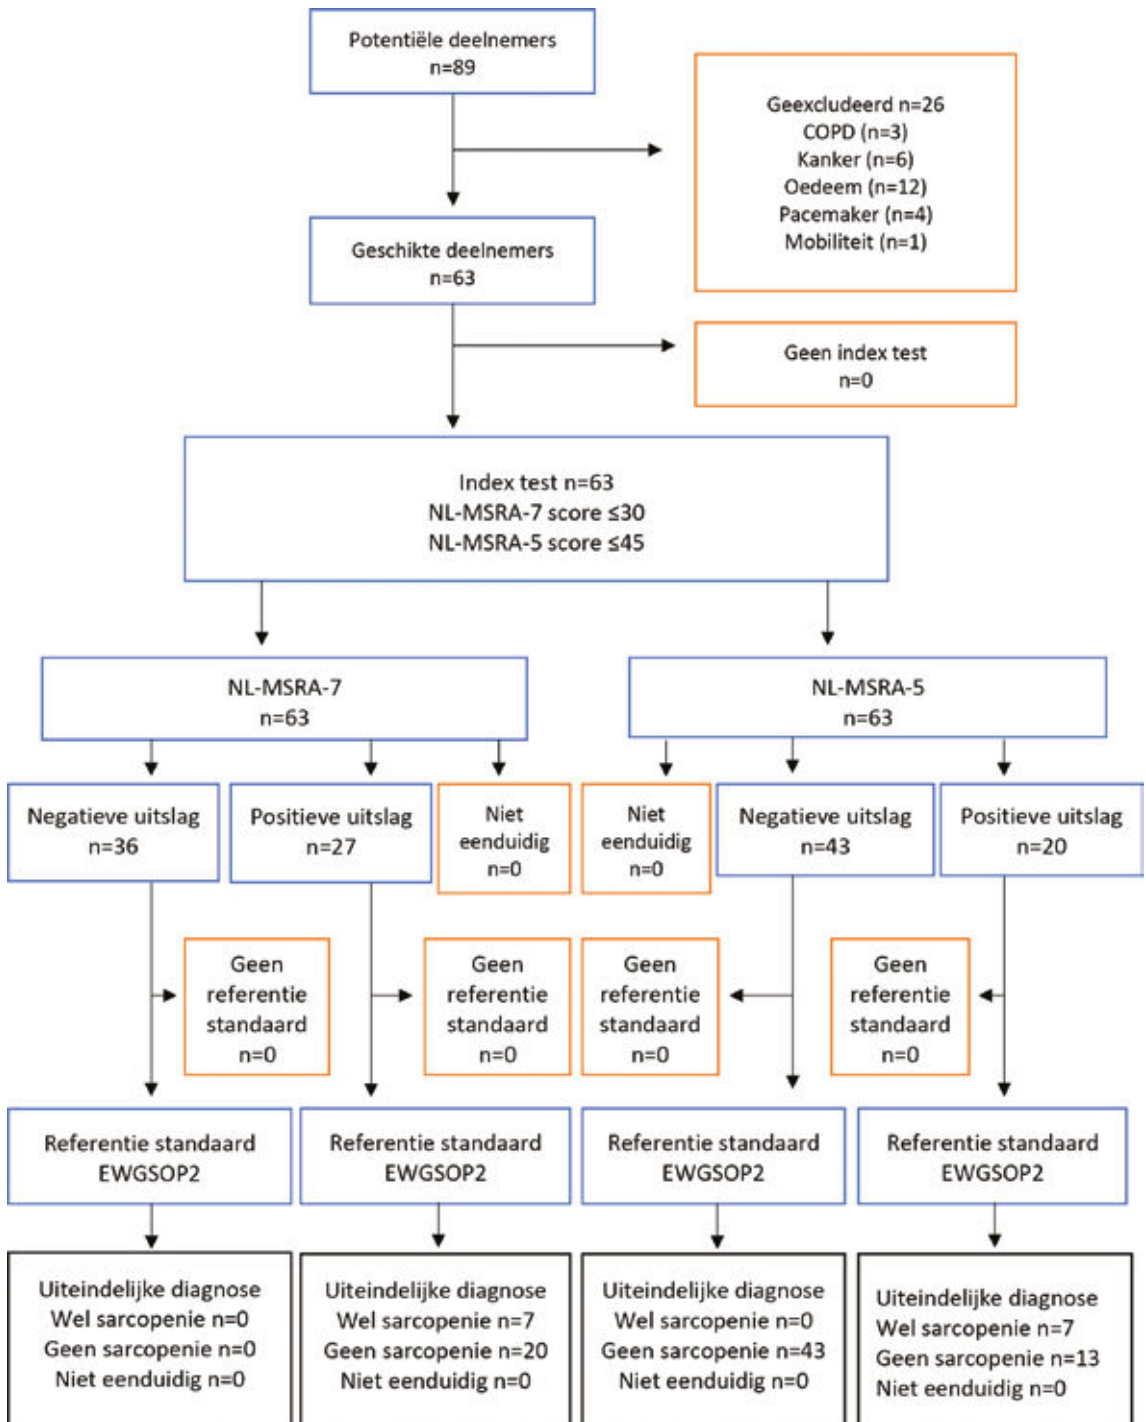 Potentiële deelnemers
n=89
Geexcludeerd n=26
COPD (n=3)
Kanker (n=6)
Oedeem (n=12)
Pacemaker (n=4)
Mobiliteit (n=1)
Geschikte deelnemers
n=63
Geen index test
n=0
Index test n=63
NL-MSRA-7 score ≤30
NL-MSRA-5 score ≤45
NL-MSRA-7
n=63
NL-MSRA-5
n=63
Negatieve uitslag
n=36
Positieve uitslag
n=27
Niet
eenduidig
n=0
Niet
eenduidig
n=0
Negatieve uitslag
n=43
Positieve uitslag
n=20
Geen
referentie
standaard
n=0
Geen
referentie
standaard
n=0
Geen
referentie
standaard
n=0
Geen
referentie
standaard
n=0
Referentie standaard
EWGSOP2
Referentie standaard
EWGSOP2
Referentie standaard
EWGSOP2
Referentie standaard
EWGSOP2
Uiteindelijke diagnose
Wel sarcopenie n=0
Geen sarcopenie n=0
Niet eenduidig n=0
Uiteindelijke diagnose
Wel sarcopenie n=7
Geen sarcopenie n=20
Niet eenduidig n=0
Uiteindelijke diagnose
Wel sarcopenie n=0
Geen sarcopenie n=43
Niet eenduidig n=0
Uiteindelijke diagnose
Wel sarcopenie n=7
Geen sarcopenie n=13
Niet eenduidig n=0